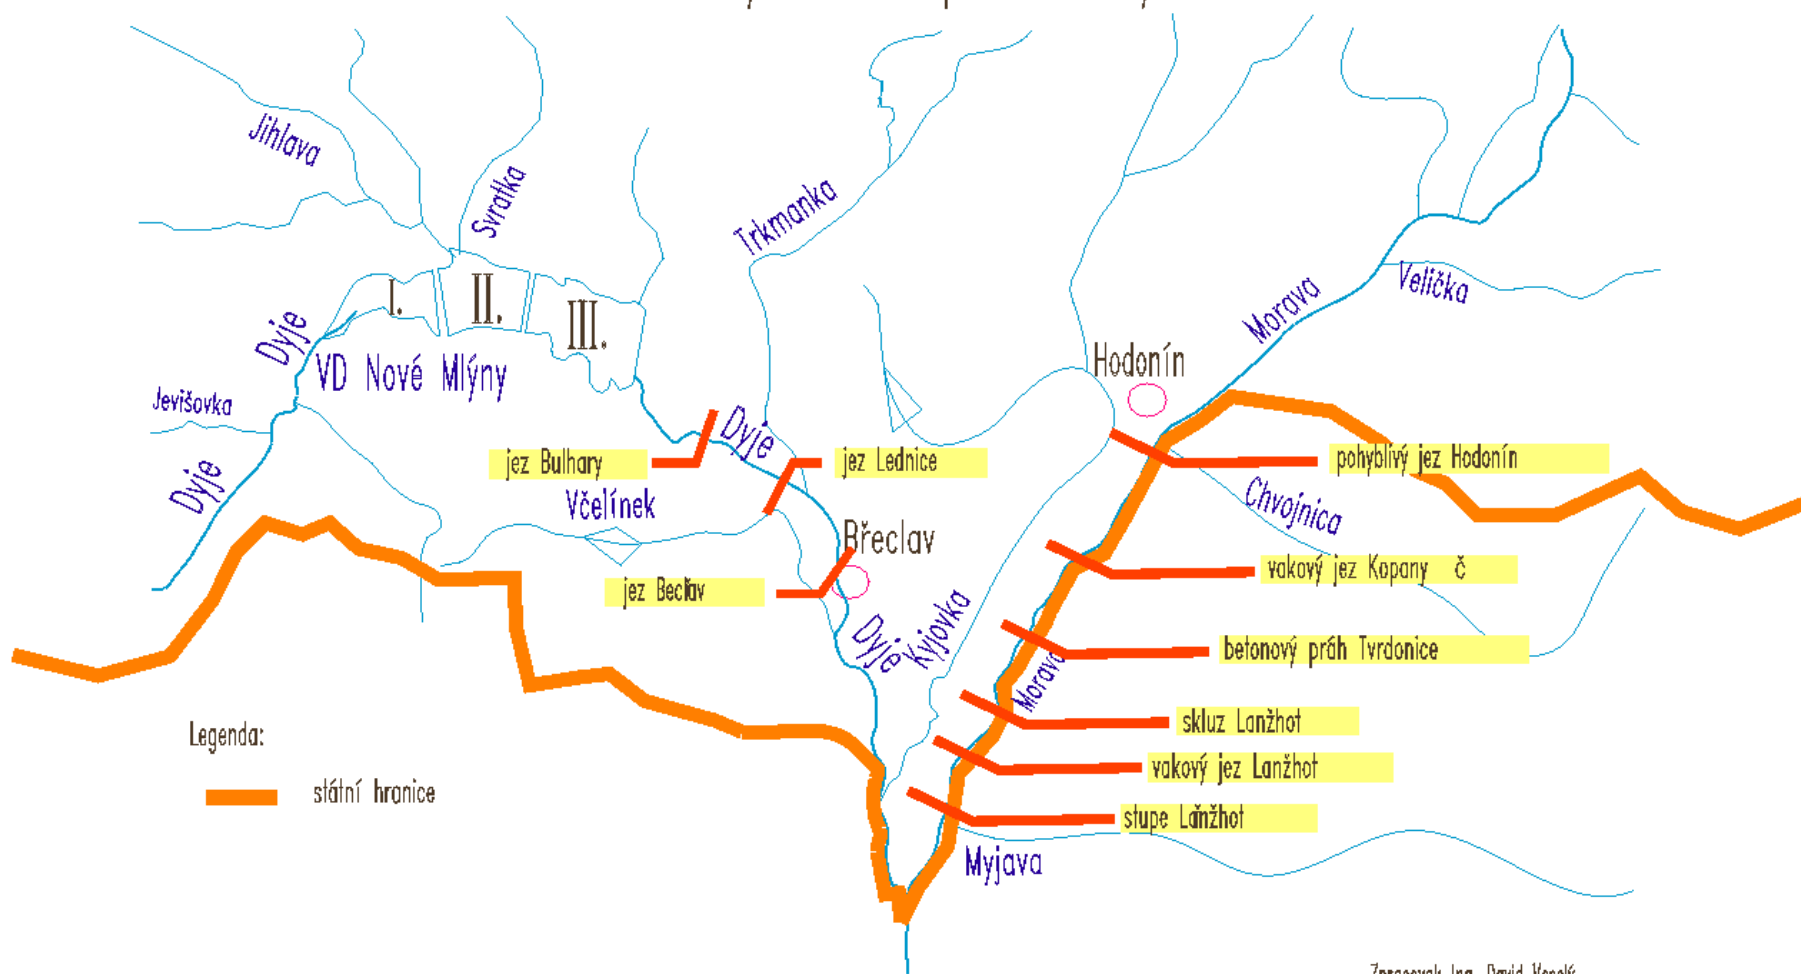 Jihlava
Svratka
Trkmanka
I.
II.
III.
Dyje
VD Nové Mlýny
Jevišovka
Dyje
Dyje
Morava
Velička
Hodonín
jez Bulhary
jez Lednice
pohyblivý jez Hodonín
Včelínek
Chvojnica
Břeclav
jez Beclav
vakový jez Kopany č
Dyje
Kyjovka
betonový práh Tvrdonice
Morava
skluz Lanžhot
vakový jez Lanžhot
stupe Lanžhot
Myjava
Legenda:
státní hranice